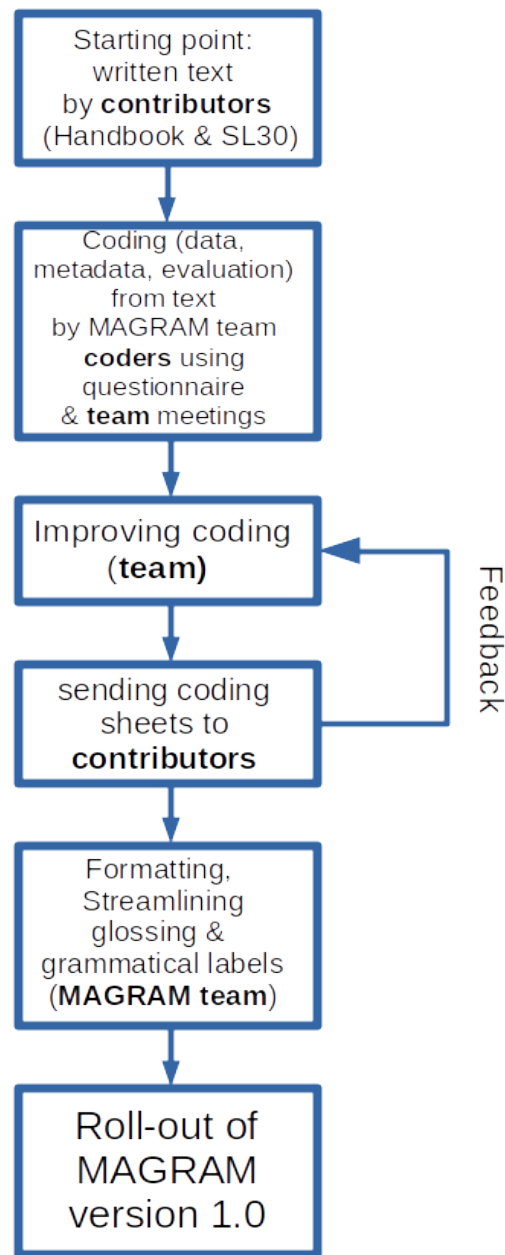 Starting point:
written text
by contributors
(Handbook & SL30)
Coding (data,
metadada, evaluation)
from text
by MAGRAM team
coders using
questionnaire
& team meetings
Improving coding
(team)
sending coding
sheets to
contributors
Feedback
Formatting,
Streamlining
glossing &
grammatical labels
(MAGRAM team)
Roll-out of
MAGRAM
version 1.0